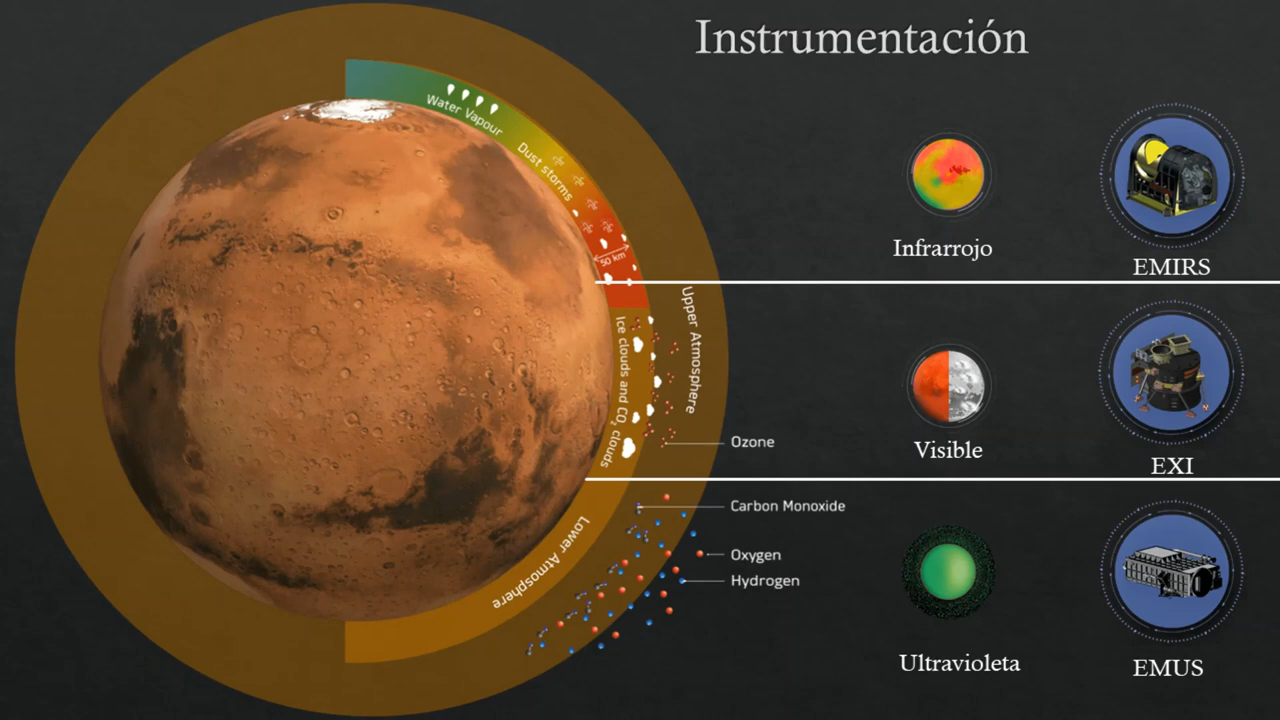 Instrumentación
Water Vapour
Dust storms
50 km
Infrarrojo
EMIRS
Upper Atmosphere
Ice clouds and CO₂ clouds
Ozone
Visible
EXI
Lower Atmosphere
Carbon Monoxide
Oxygen
Hydrogen
Ultravioleta
EMUS